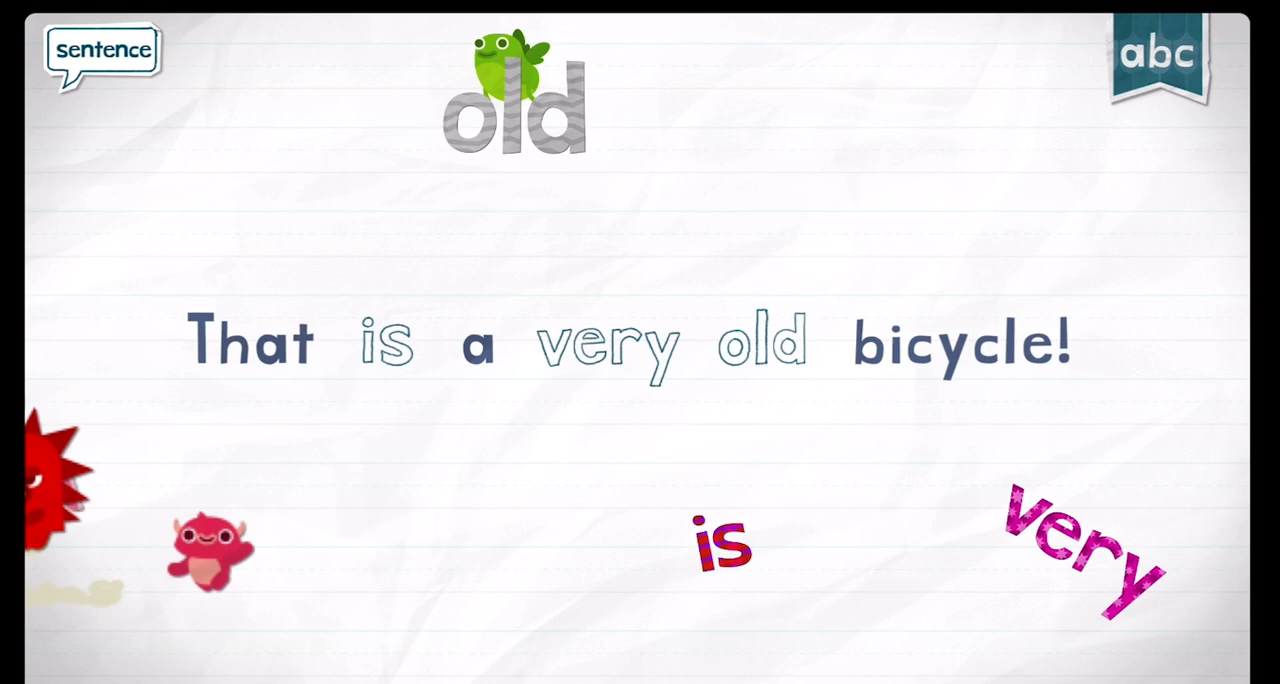 sentence
abc
old
That is a very old bicycle!
is
very